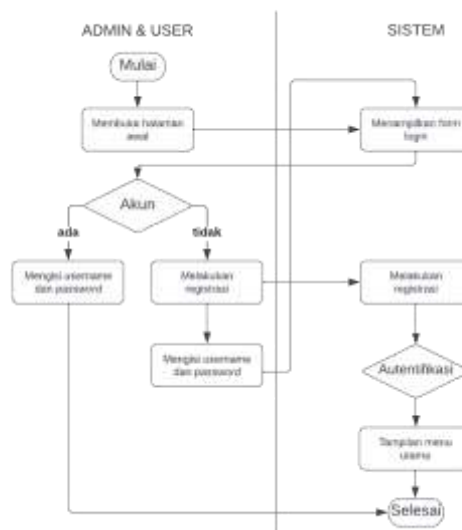 ADMIN & USER
SISTEM
Mulai
Membuka halaman
awal
Menampilkan form
login
Akun
ada
tidak
Mengisi username
dan password
Melakukan
registrasi
Melakukan
registrasi
Mengisi username
dan password
Autentifikasi
Tampilan menu
utama
Selesai